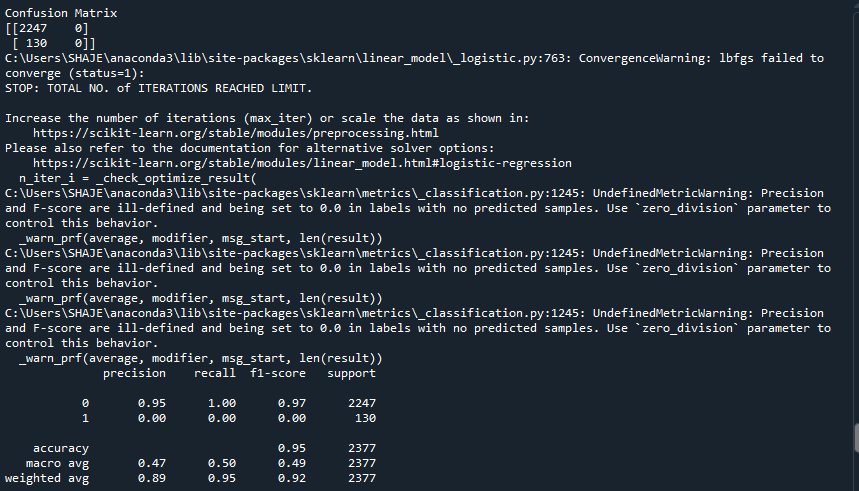 Confusion Matrix
[[2247    0]
 [ 130    0]]
C:\Users\SHAJE\anaconda3\lib\site-packages\sklearn\linear_model\_logistic.py:763: ConvergenceWarning: lbfgs failed to
converge (status=1):
STOP: TOTAL NO. of ITERATIONS REACHED LIMIT.

Increase the number of iterations (max_iter) or scale the data as shown in:
    https://scikit-learn.org/stable/modules/preprocessing.html
Please also refer to the documentation for alternative solver options:
    https://scikit-learn.org/stable/modules/linear_model.html#logistic-regression
  n_iter_i = _check_optimize_result(
C:\Users\SHAJE\anaconda3\lib\site-packages\sklearn\metrics\_classification.py:1245: UndefinedMetricWarning: Precision
and F-score are ill-defined and being set to 0.0 in labels with no predicted samples. Use `zero_division` parameter to
control this behavior.
  _warn_prf(average, modifier, msg_start, len(result))
C:\Users\SHAJE\anaconda3\lib\site-packages\sklearn\metrics\_classification.py:1245: UndefinedMetricWarning: Precision
and F-score are ill-defined and being set to 0.0 in labels with no predicted samples. Use `zero_division` parameter to
control this behavior.
  _warn_prf(average, modifier, msg_start, len(result))
C:\Users\SHAJE\anaconda3\lib\site-packages\sklearn\metrics\_classification.py:1245: UndefinedMetricWarning: Precision
and F-score are ill-defined and being set to 0.0 in labels with no predicted samples. Use `zero_division` parameter to
control this behavior.
  _warn_prf(average, modifier, msg_start, len(result))
              precision    recall  f1-score   support

           0       0.95      1.00      0.97      2247
           1       0.00      0.00      0.00       130

    accuracy                           0.95      2377
   macro avg       0.47      0.50      0.49      2377
weighted avg       0.89      0.95      0.92      2377